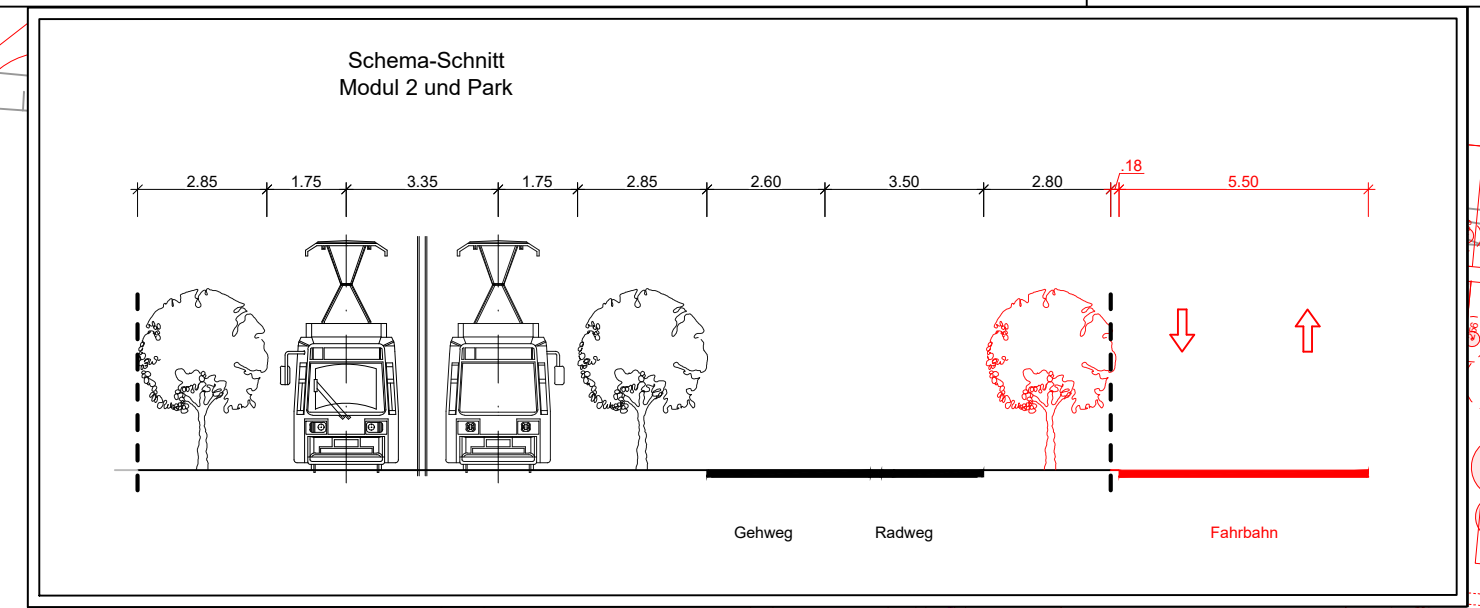 Schema-Schnitt
Modul 2 und Park
.18
2.85 1.75 3.35 1.75 2.85 2.60 3.50 2.80 5.50
Gehweg Radweg Fahrbahn